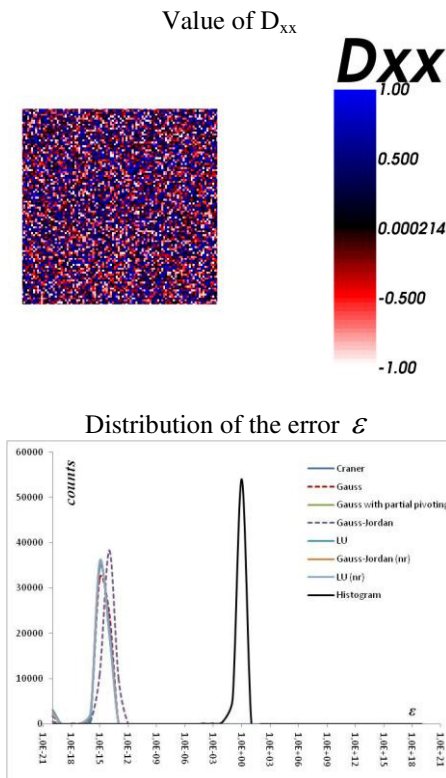 Value of Dxx
Dxx
1.00
0.500
0.000214
-0.500
-1.00
Distribution of the error ε
60000
50000
40000
30000
20000
10000
0
counts
Craner
Gauss
Gauss with partial pivoting
Gauss-Jordan
LU
Gauss-Jordan (nr)
LU (nr)
Histogram
ε
1.0E-21
1.0E-18
1.0E-15
1.0E-12
1.0E-09
1.0E-06
1.0E-03
1.0E+00
1.0E+03
1.0E+06
1.0E+09
1.0E+12
1.0E+15
1.0E+18
1.0E+21